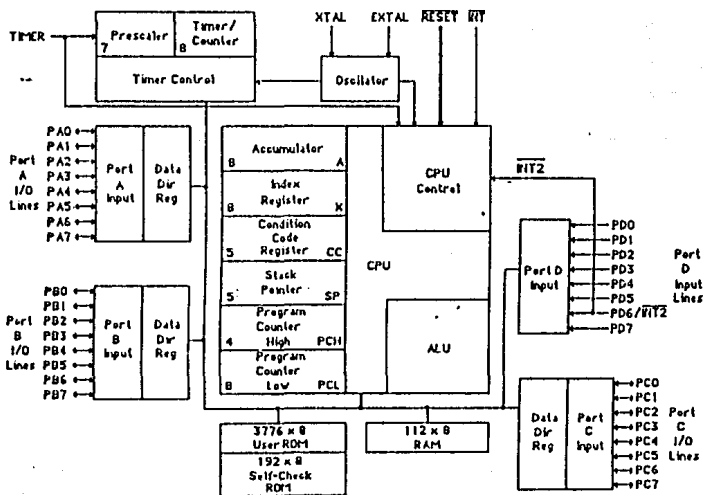 TIMER
Prescaler
7
Timer/
Counter
8
Timer Control
XTAL
EXTAL
RESET
INT
Oscillator
PA0
PA1
PA2
PA3
PA4
PA5
PA6
PA7
Port
A
I/O
Lines
Port
A
Input
Data
Dir
Reg
PB0
PB1
PB2
PB3
PB4
PB5
PB6
PB7
Port
B
I/O
Lines
Port
B
Input
Data
Dir
Reg
Accumulator
8 A
Index
Register
8 X
Condition
Code
Register
5 CC
Stack
Pointer
5 SP
Program
Counter
4 High PCH
Program
Counter
8 Low PCL
CPU
Control
CPU
ALU
INT2
Port D
Input
PD0
PD1
PD2
PD3
PD4
PD5
PD6/INT2
PD7
Port
D
Input
Lines
Data
Dir
Reg
Port
C
Input
PC0
PC1
PC2
PC3
PC4
PC5
PC6
PC7
Port
C
I/O
Lines
3776 x 8
User ROM
192 x 8
Self-Check
ROM
112 x 8
RAM